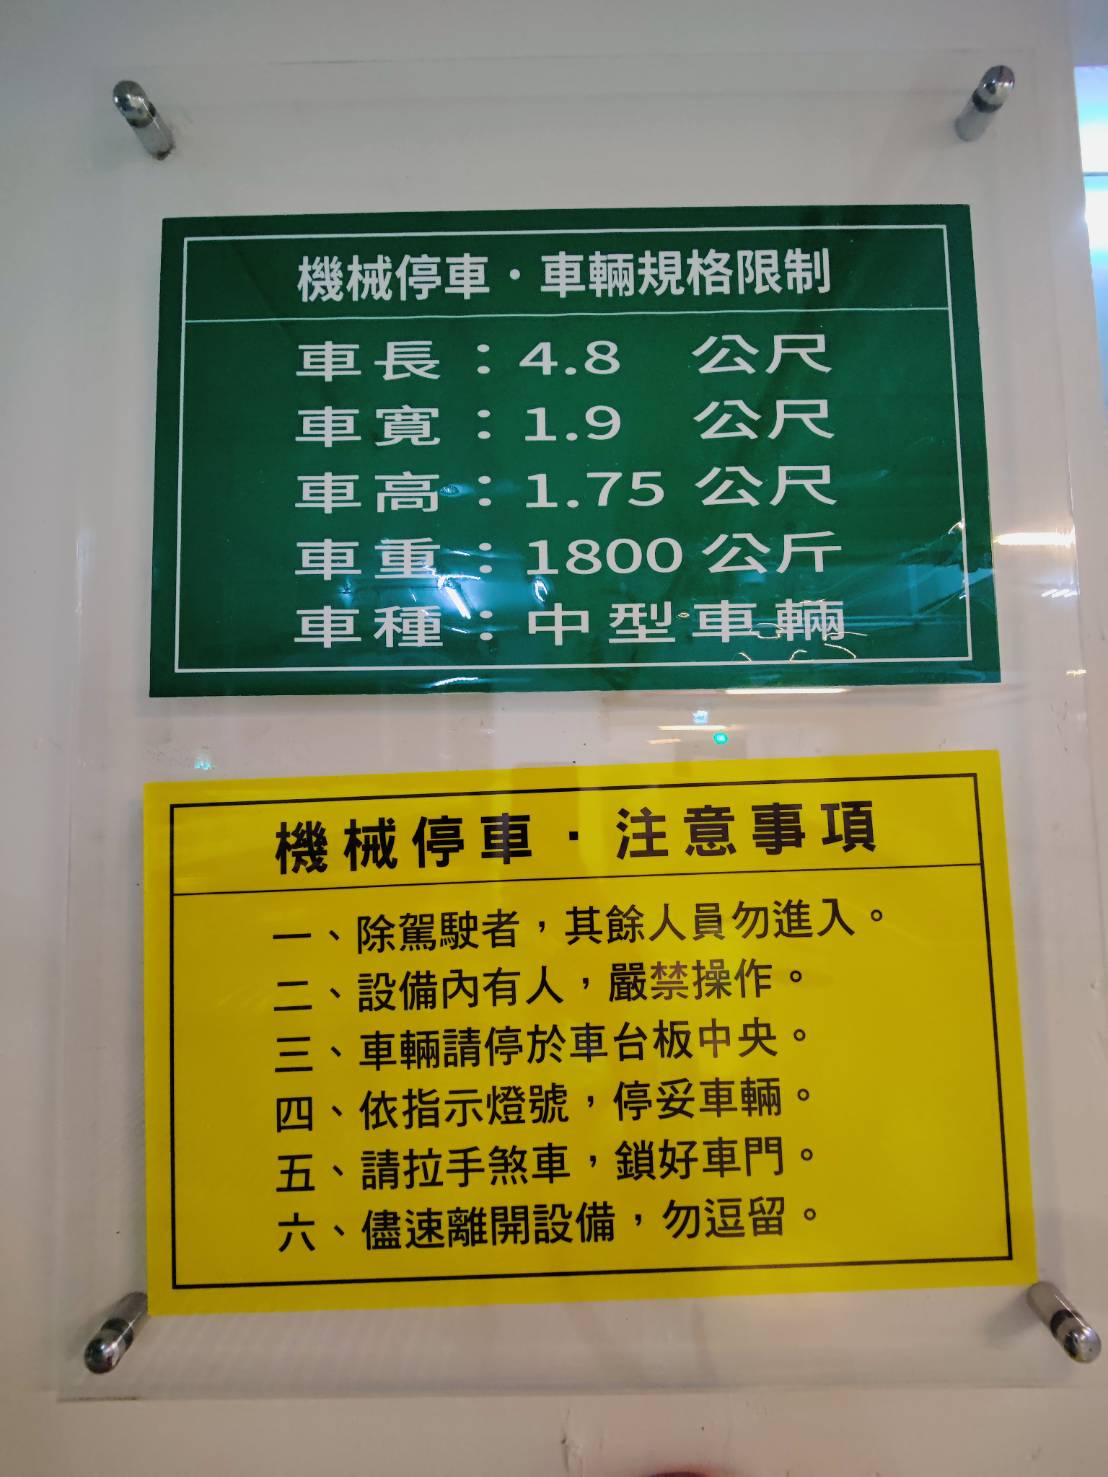 機械停車・車輛規格限制
車長：4.8 公尺
車寬：1.9 公尺
車高：1.75 公尺
車重：1800 公斤
車種：中型車輛
機械停車・注意事項
一、除駕駛者，其餘人員勿進入。
二、設備內有人，嚴禁操作。
三、車輛請停於車台板中央。
四、依指示燈號，停妥車輛。
五、請拉手煞車，鎖好車門。
六、儘速離開設備，勿逗留。